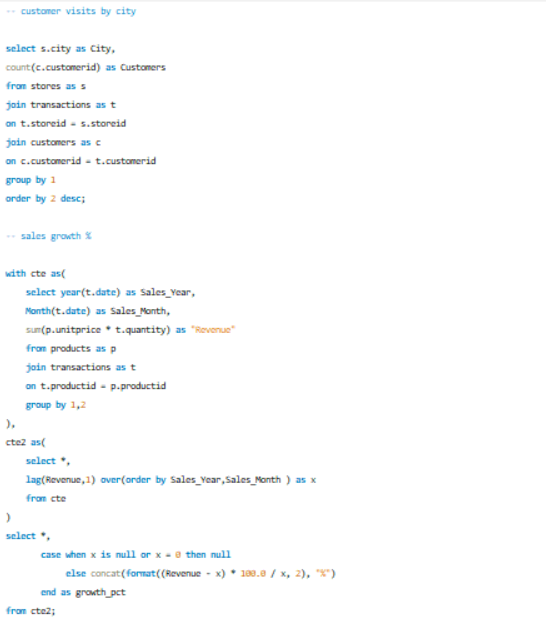 -- customer visits by city
select s.city as City,
count(c.customerid) as Customers
from stores as s
join transactions as t
on t.storeid = s.storeid
join customers as c
on c.customerid = t.customerid
group by 1
order by 2 desc;
-- sales growth %
with cte as(
select year(t.date) as Sales_Year,
Month(t.date) as Sales_Month,
sum(p.unitprice * t.quantity) as "Revenue"
from products as p
join transactions as t
on t.productid = p.productid
group by 1,2
),
cte2 as(
select *,
lag(Revenue,1) over(order by Sales_Year,Sales_Month ) as x
from cte
)
select *,
case when x is null or x = 0 then null
else concat(format((Revenue - x) * 100.0 / x, 2), "%")
end as growth_pct
from cte2;